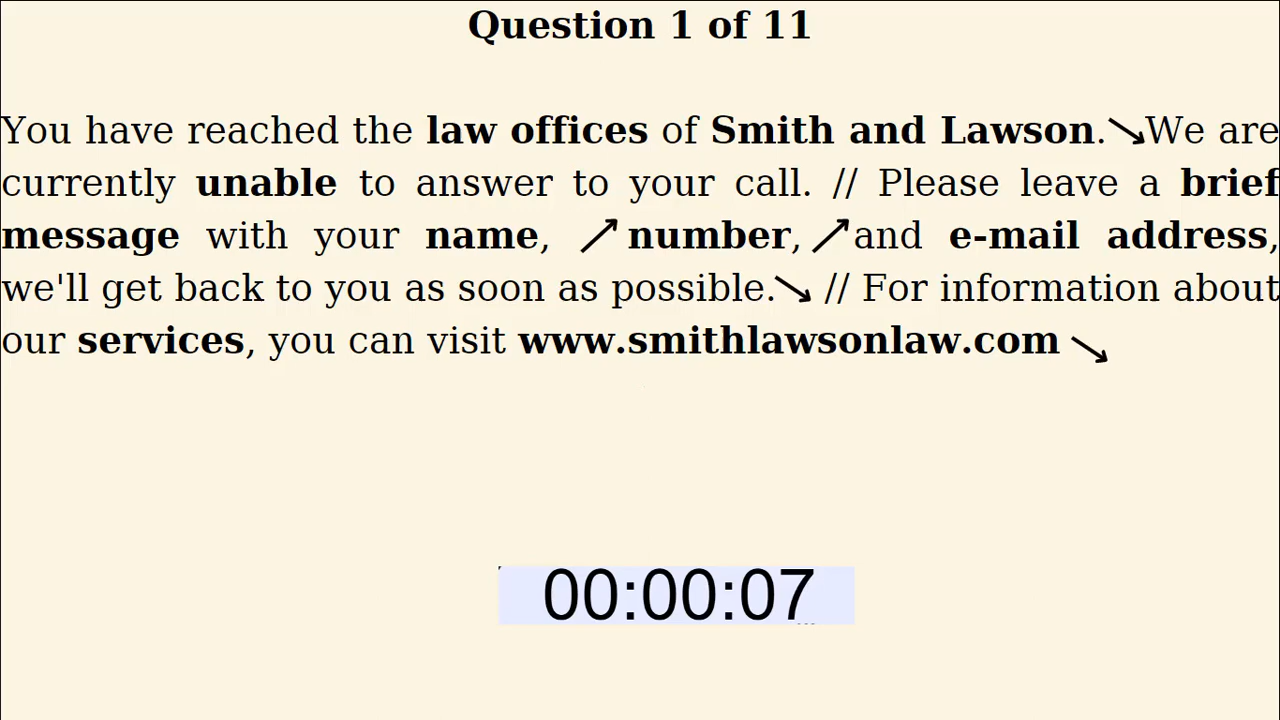 Question 1 of 11
You have reached the law offices of Smith and Lawson.↘We are
currently unable to answer to your call. // Please leave a brief
message with your name, ↗number,↗and e-mail address,
we'll get back to you as soon as possible.↘ // For information about
our services, you can visit www.smithlawsonlaw.com ↘
00:00:07